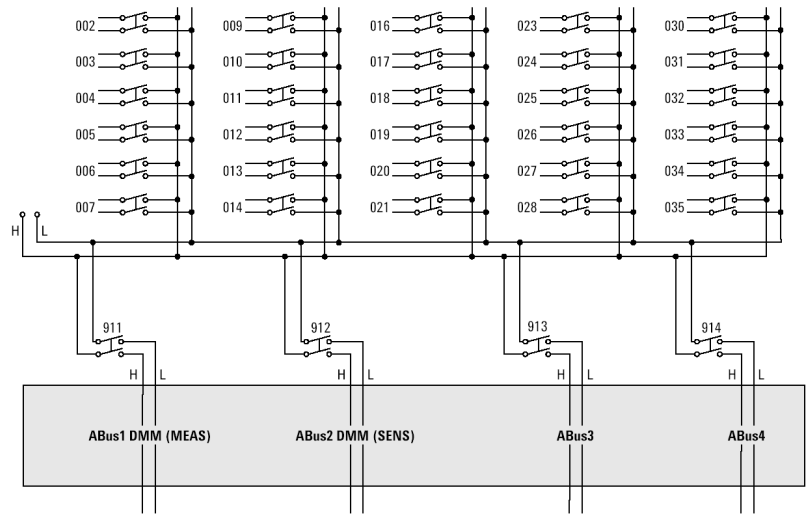 002 009 016 023 030
003 010 017 024 031
004 011 018 025 032
005 012 019 026 033
006 013 020 027 034
007 014 021 028 035
H L
911 912 913 914
H L H L H L H L
ABus1 DMM (MEAS) ABus2 DMM (SENS) ABus3 ABus4